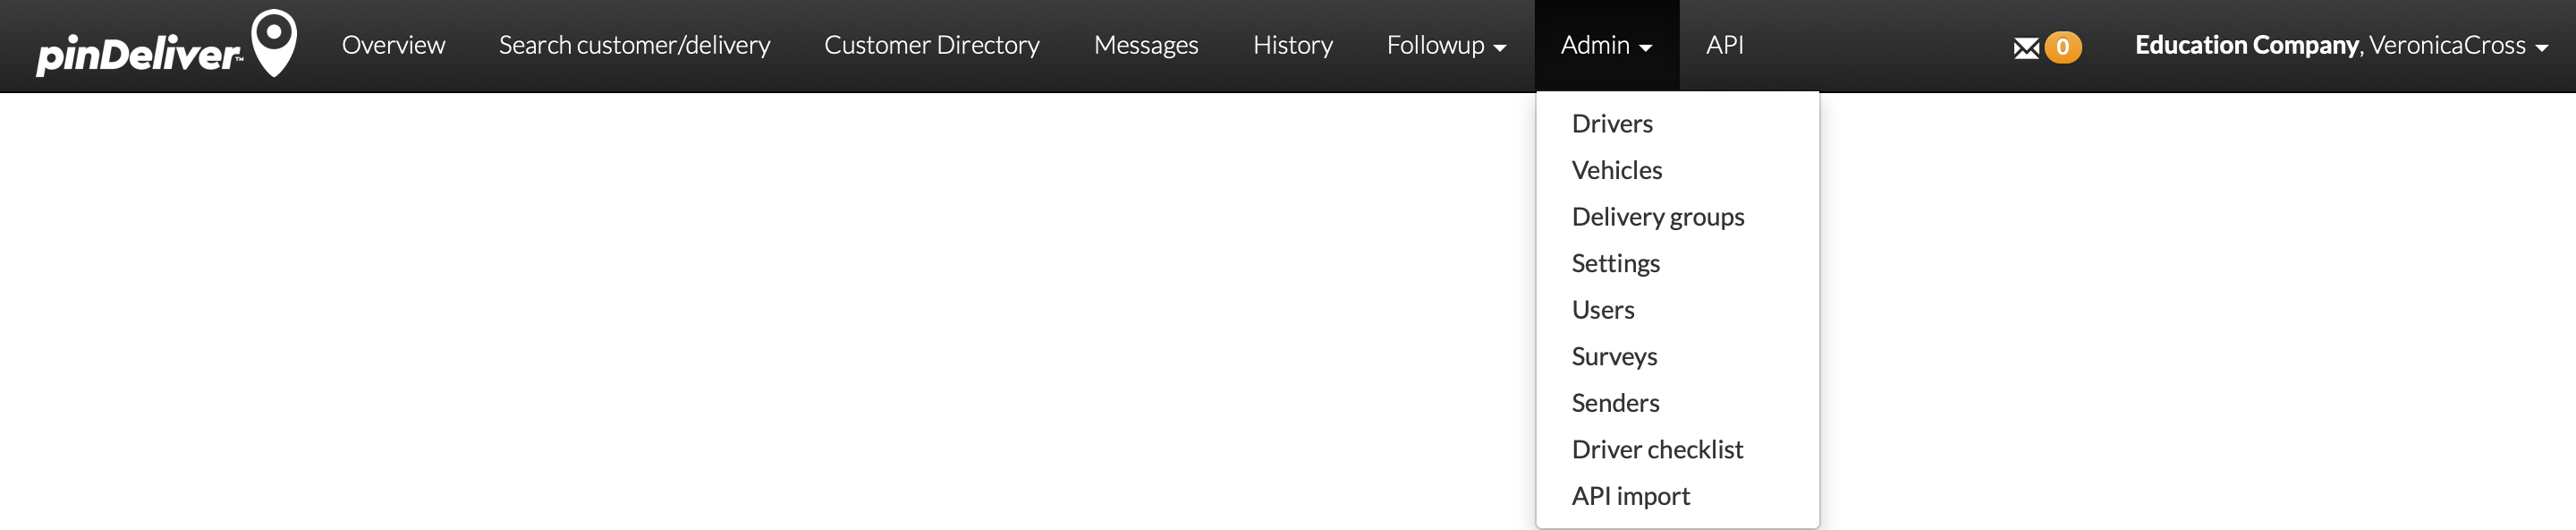 pinDeliver™ Overview Search customer/delivery Customer Directory Messages History Followup Admin API 0 Education Company, VeronicaCross
Drivers
Vehicles
Delivery groups
Settings
Users
Surveys
Senders
Driver checklist
API import